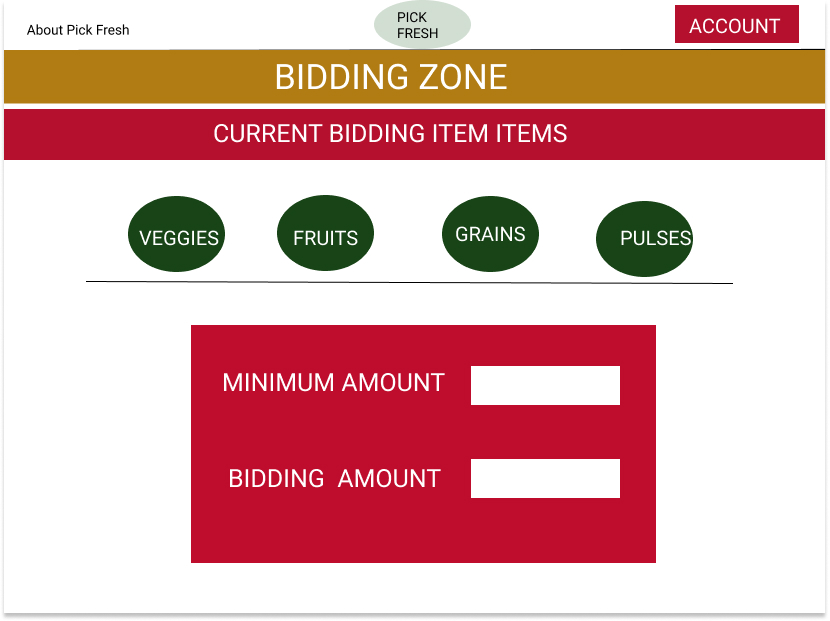 About Pick Fresh
PICK
FRESH
ACCOUNT
BIDDING ZONE
CURRENT BIDDING ITEM ITEMS
VEGGIES
FRUITS
GRAINS
PULSES
MINIMUM AMOUNT
BIDDING AMOUNT